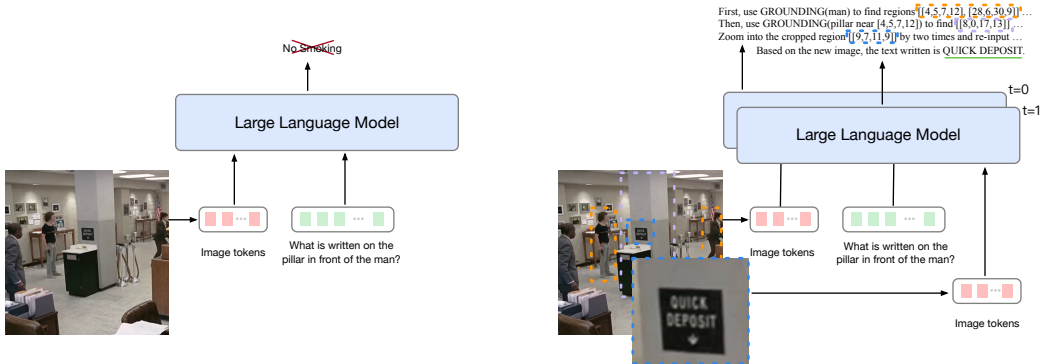 No Smoking
Large Language Model
Image tokens
What is written on the
pillar in front of the man?
First, use GROUNDING(man) to find regions [[4,5,7,12], [28,6,30,9]] ...
Then, use GROUNDING(pillar near [4,5,7,12]) to find [[8,0,17,13]] ...
Zoom into the cropped region [[9,7,11,9]] by two times and re-input ...
Based on the new image, the text written is QUICK DEPOSIT.
t=0
t=1
Large Language Model
Image tokens
What is written on the
pillar in front of the man?
QUICK
DEPOSIT
Image tokens